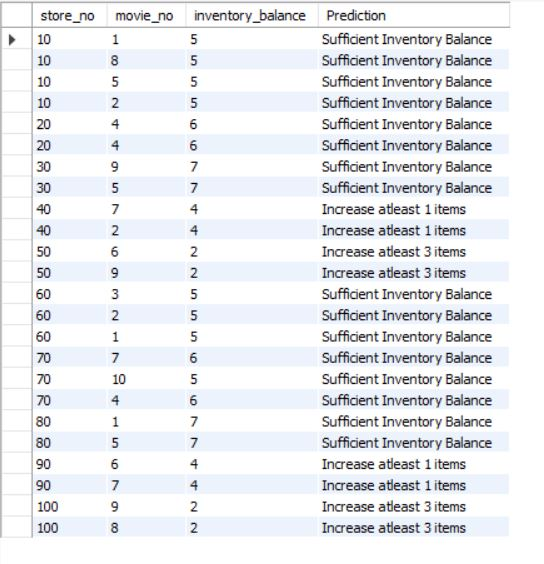 store_no movie_no inventory_balance Prediction
10 1 5 Sufficient Inventory Balance
10 8 5 Sufficient Inventory Balance
10 5 5 Sufficient Inventory Balance
10 2 5 Sufficient Inventory Balance
20 4 6 Sufficient Inventory Balance
20 4 6 Sufficient Inventory Balance
30 9 7 Sufficient Inventory Balance
30 5 7 Sufficient Inventory Balance
40 7 4 Increase atleast 1 items
40 2 4 Increase atleast 1 items
50 6 2 Increase atleast 3 items
50 9 2 Increase atleast 3 items
60 3 5 Sufficient Inventory Balance
60 2 5 Sufficient Inventory Balance
60 1 5 Sufficient Inventory Balance
70 7 6 Sufficient Inventory Balance
70 10 5 Sufficient Inventory Balance
70 4 6 Sufficient Inventory Balance
80 1 7 Sufficient Inventory Balance
80 5 7 Sufficient Inventory Balance
90 6 4 Increase atleast 1 items
90 7 4 Increase atleast 1 items
100 9 2 Increase atleast 3 items
100 8 2 Increase atleast 3 items